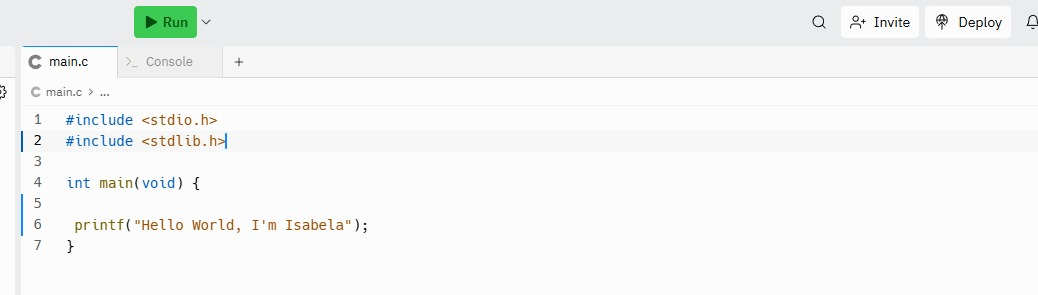 Run
Invite
Deploy
main.c
Console
main.c > ...
1 #include <stdio.h>
2 #include <stdlib.h>
3
4 int main(void) {
5
6 printf("Hello World, I'm Isabela");
7 }